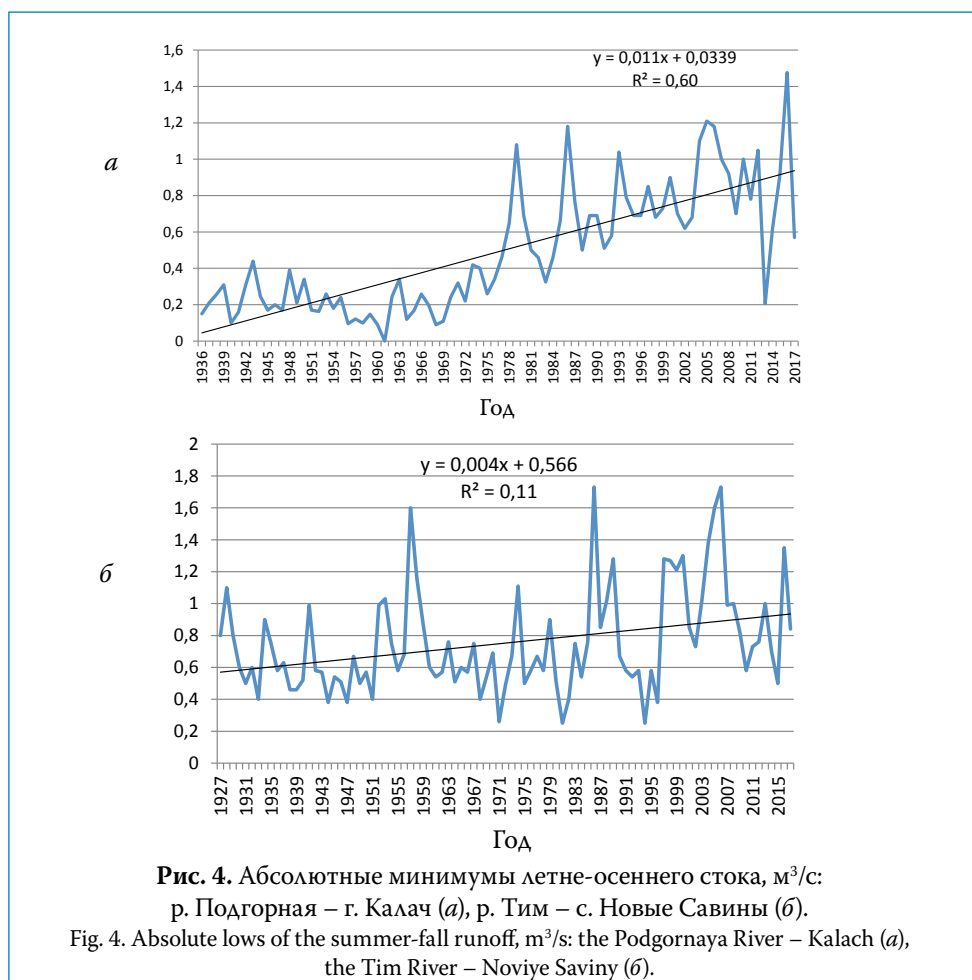 1,6
y = 0,011x + 0,0339
R² = 0,60
1,4
1,2
а
1
0,8
0,6
0,4
0,2
0
1936 1939 1942 1945 1948 1951 1954 1957 1960 1963 1966 1969 1972 1975 1978 1981 1984 1987 1990 1993 1996 1999 2002 2005 2008 2011 2014 2017
Год
2
y = 0,004x + 0,566
1,8
R² = 0,11
1,6
1,4
1,2
б
1
0,8
0,6
0,4
0,2
0
1927 1931 1935 1939 1943 1947 1951 1955 1959 1963 1967 1971 1975 1979 1983 1987 1991 1995 1999 2003 2007 2011 2015
Год
Рис. 4. Абсолютные минимумы летне-осеннего стока, м³/с:
р. Подгорная – г. Калач (а), р. Тим – с. Новые Савины (б).
Fig. 4. Absolute lows of the summer-fall runoff, m³/s: the Podgornaya River – Kalach (а),
the Tim River – Noviye Saviny (б).